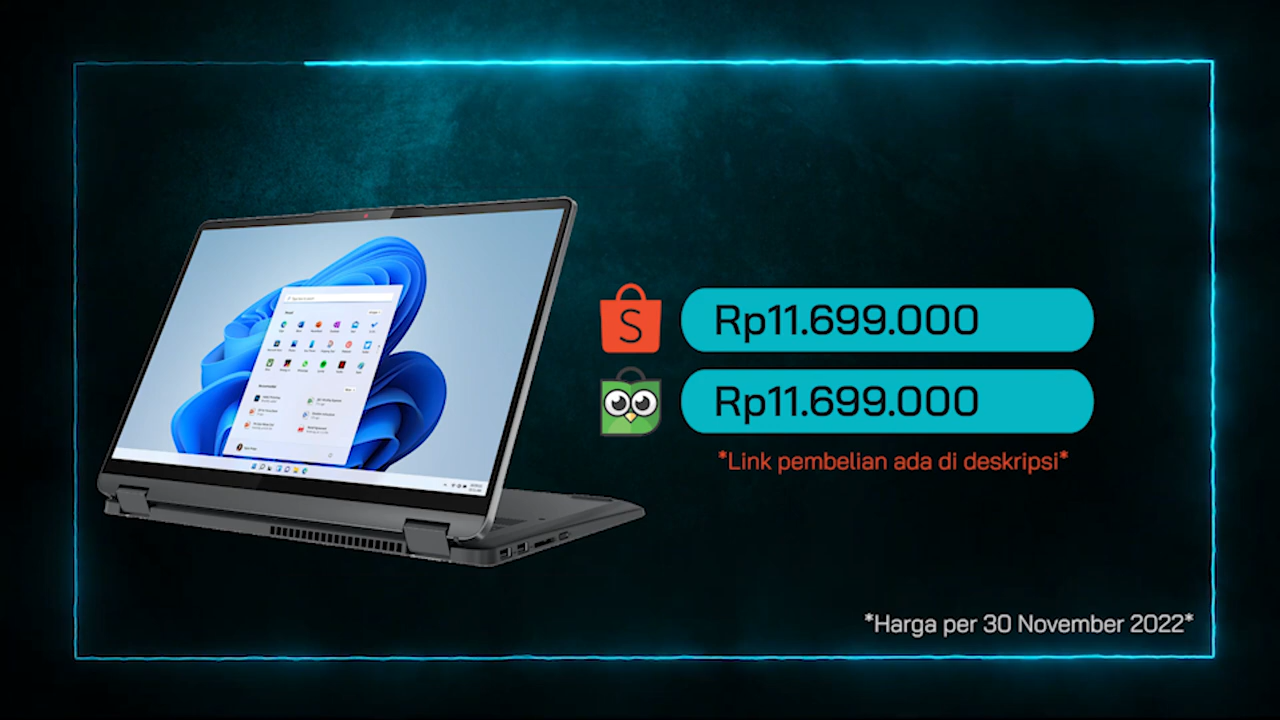 S
Rp11.699.000
Rp11.699.000
*Link pembelian ada di deskripsi*
*Harga per 30 November 2022*